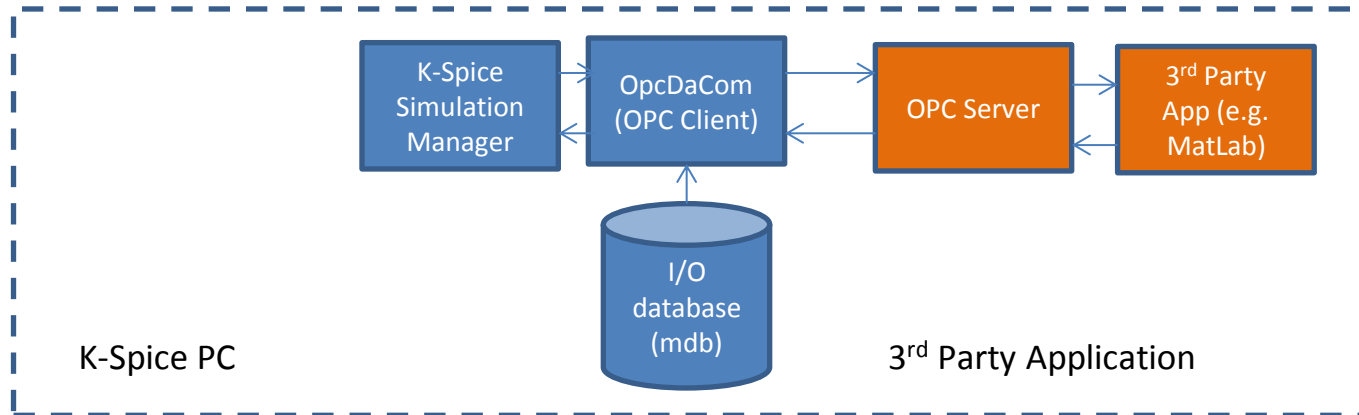 K-Spice
Simulation
Manager
OpcDaCom
(OPC Client)
OPC Server
3rd Party
App (e.g.
MatLab)
I/O
database
(mdb)
K-Spice PC
3rd Party Application